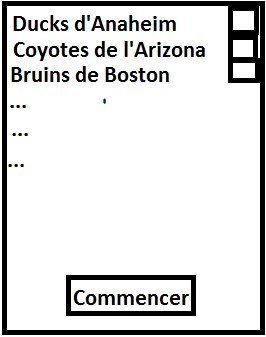 Ducks d'Anaheim
Coyotes de l'Arizona
Bruins de Boston
...
...
...
Commencer